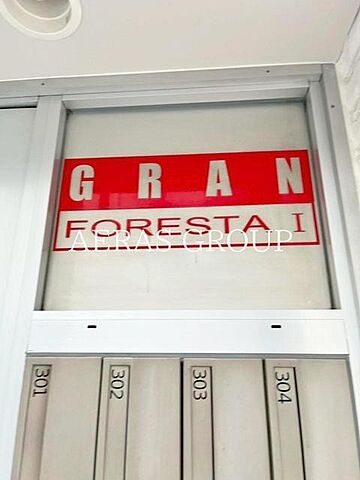 GRAN
FORESTA I
AERAS GROUP
301
302
303
304